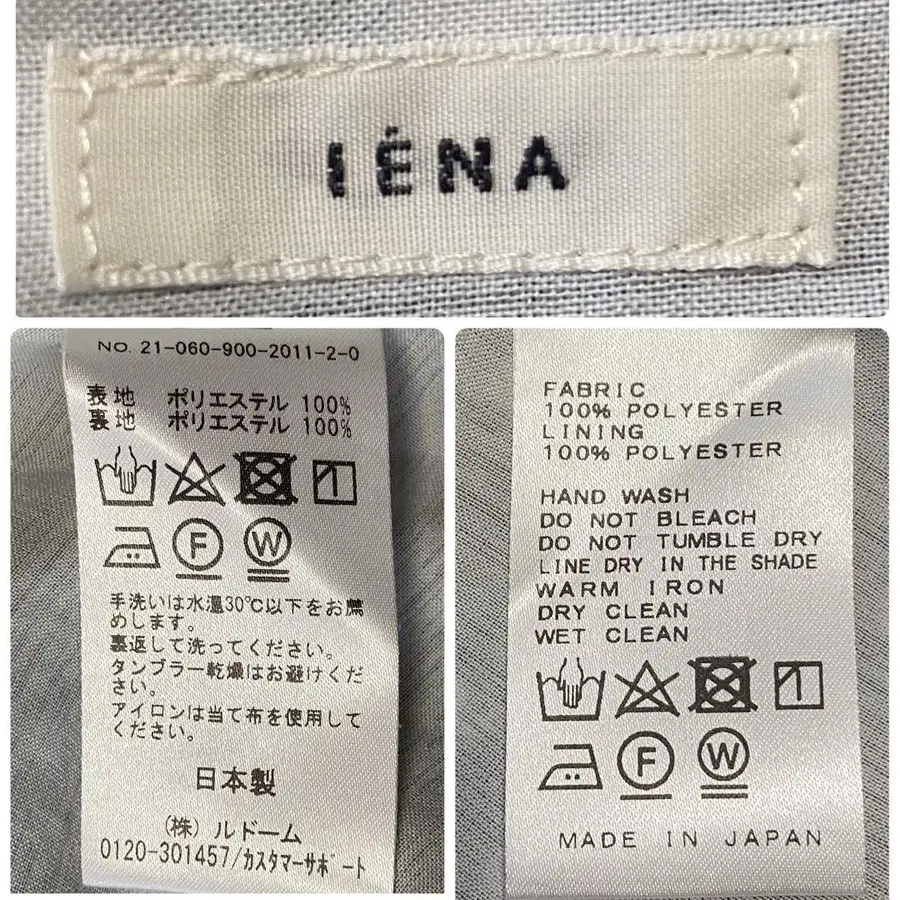 IÉNA
NO. 21-060-900-2011-2-0
表地 ポリエステル 100%
裏地 ポリエステル 100%
F W
手洗いは水温30℃以下をお薦
めします。
裏返して洗ってください。
タンブラー乾燥はお避けくだ
さい。
アイロンは当て布を使用して
ください。
日本製
(株) ルドーム
0120-301457/カスタマーサポート
FABRIC
100% POLYESTER
LINING
100% POLYESTER
HAND WASH
DO NOT BLEACH
DO NOT TUMBLE DRY
LINE DRY IN THE SHADE
WARM IRON
DRY CLEAN
WET CLEAN
F W
MADE IN JAPAN